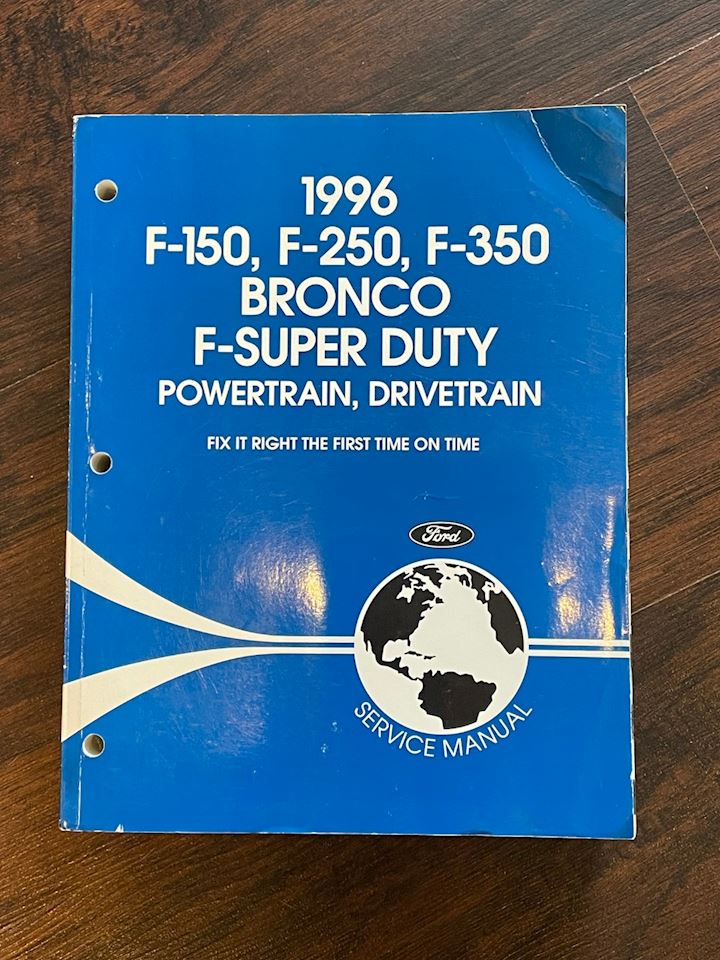 1996
F-150, F-250, F-350
BRONCO
F-SUPER DUTY
POWERTRAIN, DRIVETRAIN
FIX IT RIGHT THE FIRST TIME ON TIME
Ford
SERVICE MANUAL